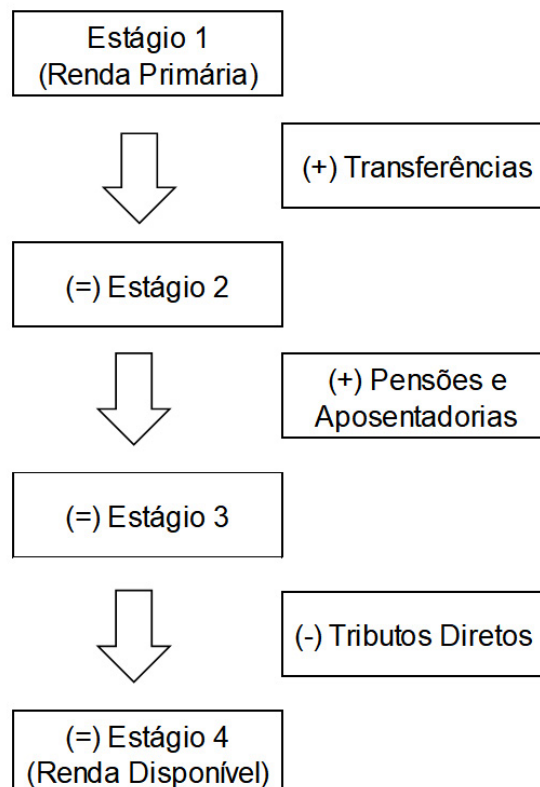 Estágio 1
(Renda Primária)
(+) Transferências
(=) Estágio 2
(+) Pensões e
Aposentadorias
(=) Estágio 3
(-) Tributos Diretos
(=) Estágio 4
(Renda Disponível)